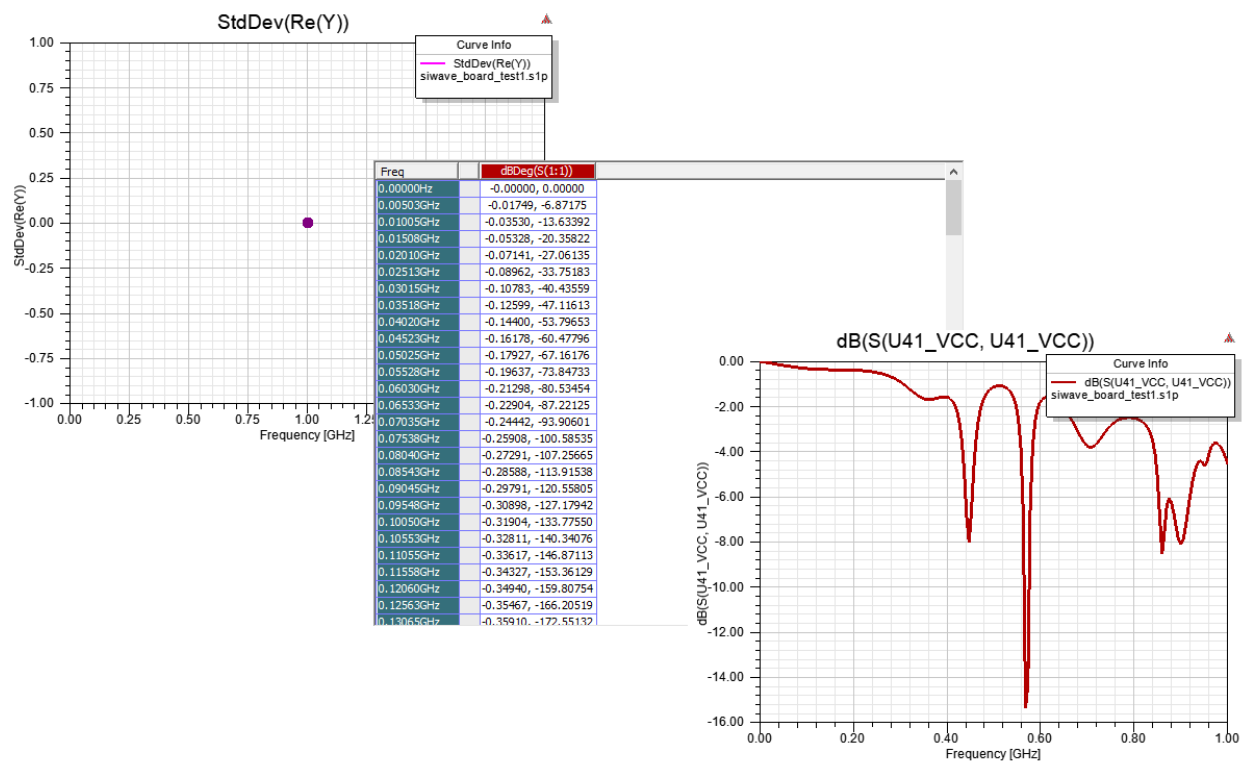 StdDev(Re(Y))
Curve Info
StdDev(Re(Y))
siwave_board_test1.s1p
1.00
0.75
0.50
0.25
0.00
-0.25
-0.50
-0.75
-1.00
StdDev(Re(Y))
0.00 0.25 0.50 0.75 1.00 1.25
Frequency [GHz]
Freq dBDeg(S(1:1))
0.00000Hz -0.00000, 0.00000
0.00503GHz -0.01749, -6.87175
0.01005GHz -0.03530, -13.63392
0.01508GHz -0.05328, -20.35822
0.02010GHz -0.07141, -27.06135
0.02513GHz -0.08962, -33.75183
0.03015GHz -0.10783, -40.43559
0.03518GHz -0.12599, -47.11613
0.04020GHz -0.14400, -53.79653
0.04523GHz -0.16178, -60.47796
0.05025GHz -0.17927, -67.16176
0.05528GHz -0.19637, -73.84733
0.06030GHz -0.21298, -80.53454
0.06533GHz -0.22904, -87.22125
0.07035GHz -0.24442, -93.90601
0.07538GHz -0.25908, -100.58535
0.08040GHz -0.27291, -107.25665
0.08543GHz -0.28588, -113.91538
0.09045GHz -0.29791, -120.55805
0.09548GHz -0.30898, -127.17942
0.10050GHz -0.31904, -133.77550
0.10553GHz -0.32811, -140.34076
0.11055GHz -0.33617, -146.87113
0.11558GHz -0.34327, -153.36129
0.12060GHz -0.34940, -159.80754
0.12563GHz -0.35467, -166.20519
0.13065GHz -0.35910, -172.55132
dB(S(U41_VCC, U41_VCC))
Curve Info
dB(S(U41_VCC, U41_VCC))
siwave_board_test1.s1p
0.00
-2.00
-4.00
-6.00
-8.00
-10.00
-12.00
-14.00
-16.00
dB(S(U41_VCC, U41_VCC))
0.00 0.20 0.40 0.60 0.80 1.00
Frequency [GHz]